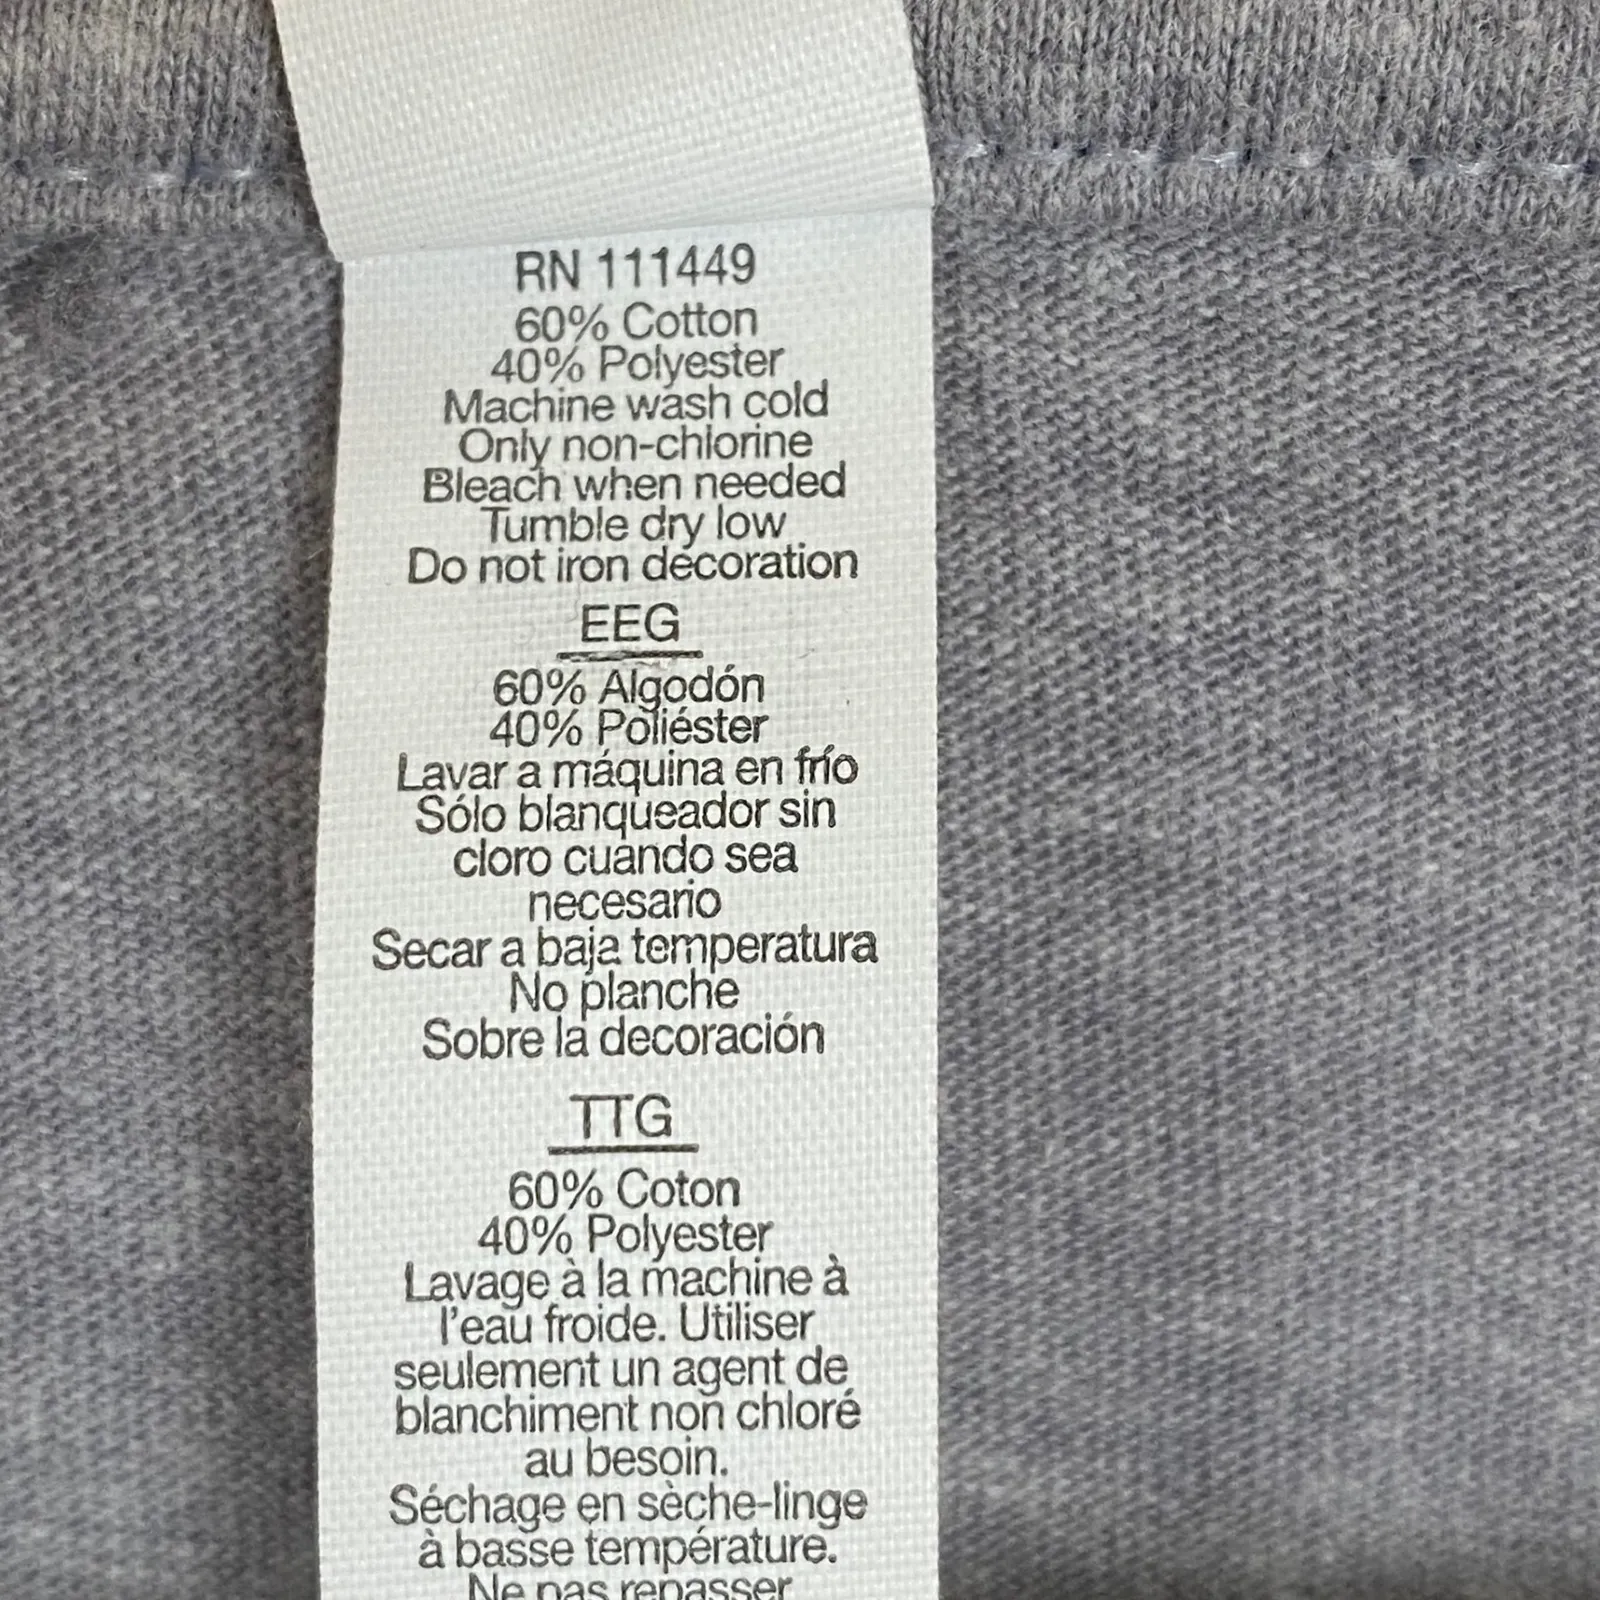 RN 111449
60% Cotton
40% Polyester
Machine wash cold
Only non-chlorine
Bleach when needed
Tumble dry low
Do not iron decoration
EEG
60% Algodón
40% Poliéster
Lavar a máquina en frío
Sólo blanqueador sin
cloro cuando sea
necesario
Secar a baja temperatura
No planche
Sobre la decoración
TTG
60% Coton
40% Polyester
Lavage à la machine à
l'eau froide. Utiliser
seulement un agent de
blanchiment non chloré
au besoin.
Séchage en sèche-linge
à basse température.
Ne pas repasser